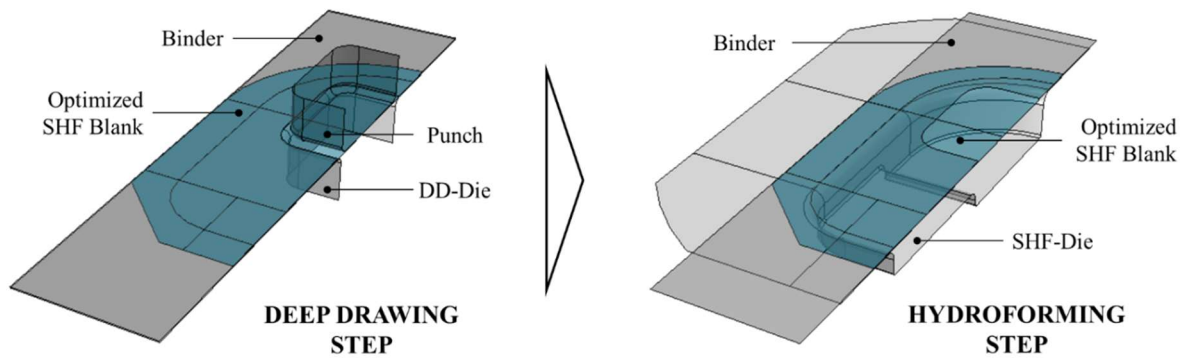 Binder
Optimized
SHF Blank
Punch
DD-Die
DEEP DRAWING
STEP
Binder
Optimized
SHF Blank
SHF-Die
HYDROFORMING
STEP